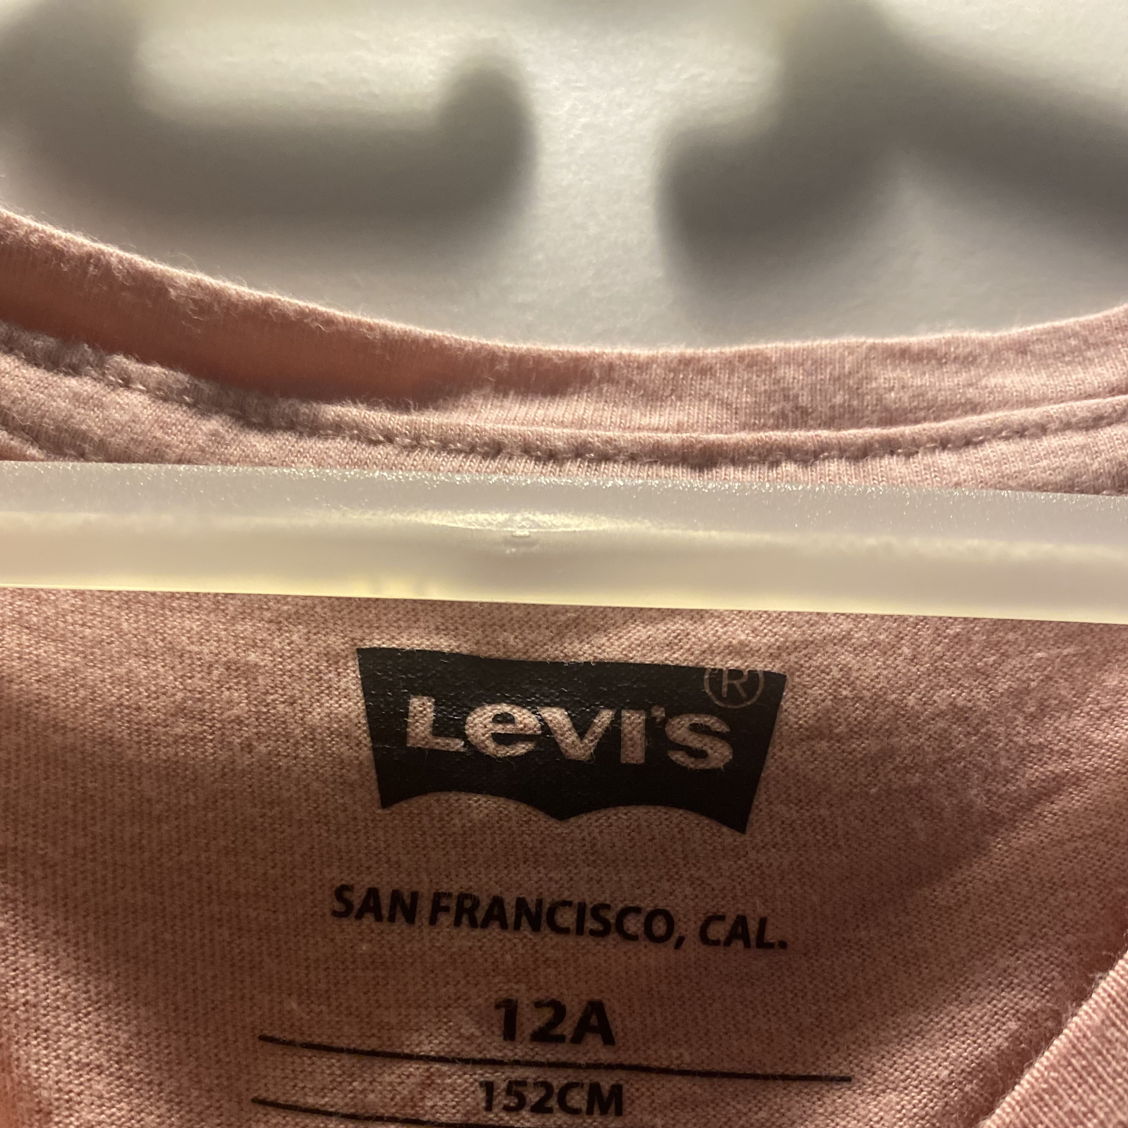 LEVI'S®
SAN FRANCISCO, CAL.
12A
152CM